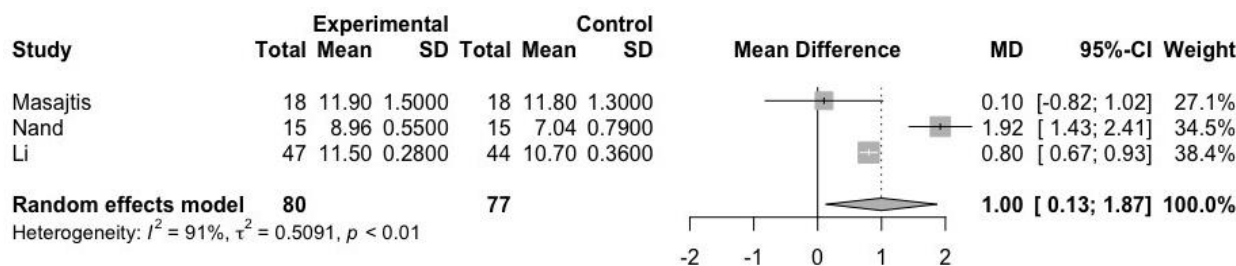 Experimental Control
Study Total Mean SD Total Mean SD Mean Difference MD 95%-CI Weight
Masajtis 18 11.90 1.5000 18 11.80 1.3000 0.10 [-0.82; 1.02] 27.1%
Nand 15 8.96 0.5500 15 7.04 0.7900 1.92 [ 1.43; 2.41] 34.5%
Li 47 11.50 0.2800 44 10.70 0.3600 0.80 [ 0.67; 0.93] 38.4%
Random effects model 80 77 1.00 [ 0.13; 1.87] 100.0%
Heterogeneity: I² = 91%, τ² = 0.5091, p < 0.01
-2 -1 0 1 2